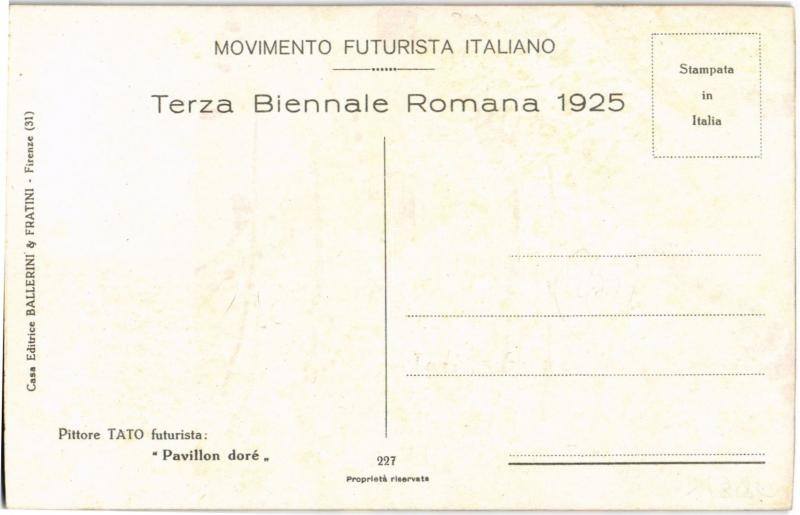 MOVIMENTO FUTURISTA ITALIANO
Terza Biennale Romana 1925
Stampata
in
Italia
Casa Editrice BALLERINI & FRATINI - Firenze (31)
Pittore TATO futurista:
" Pavillon doré „
227
Proprietà riservata